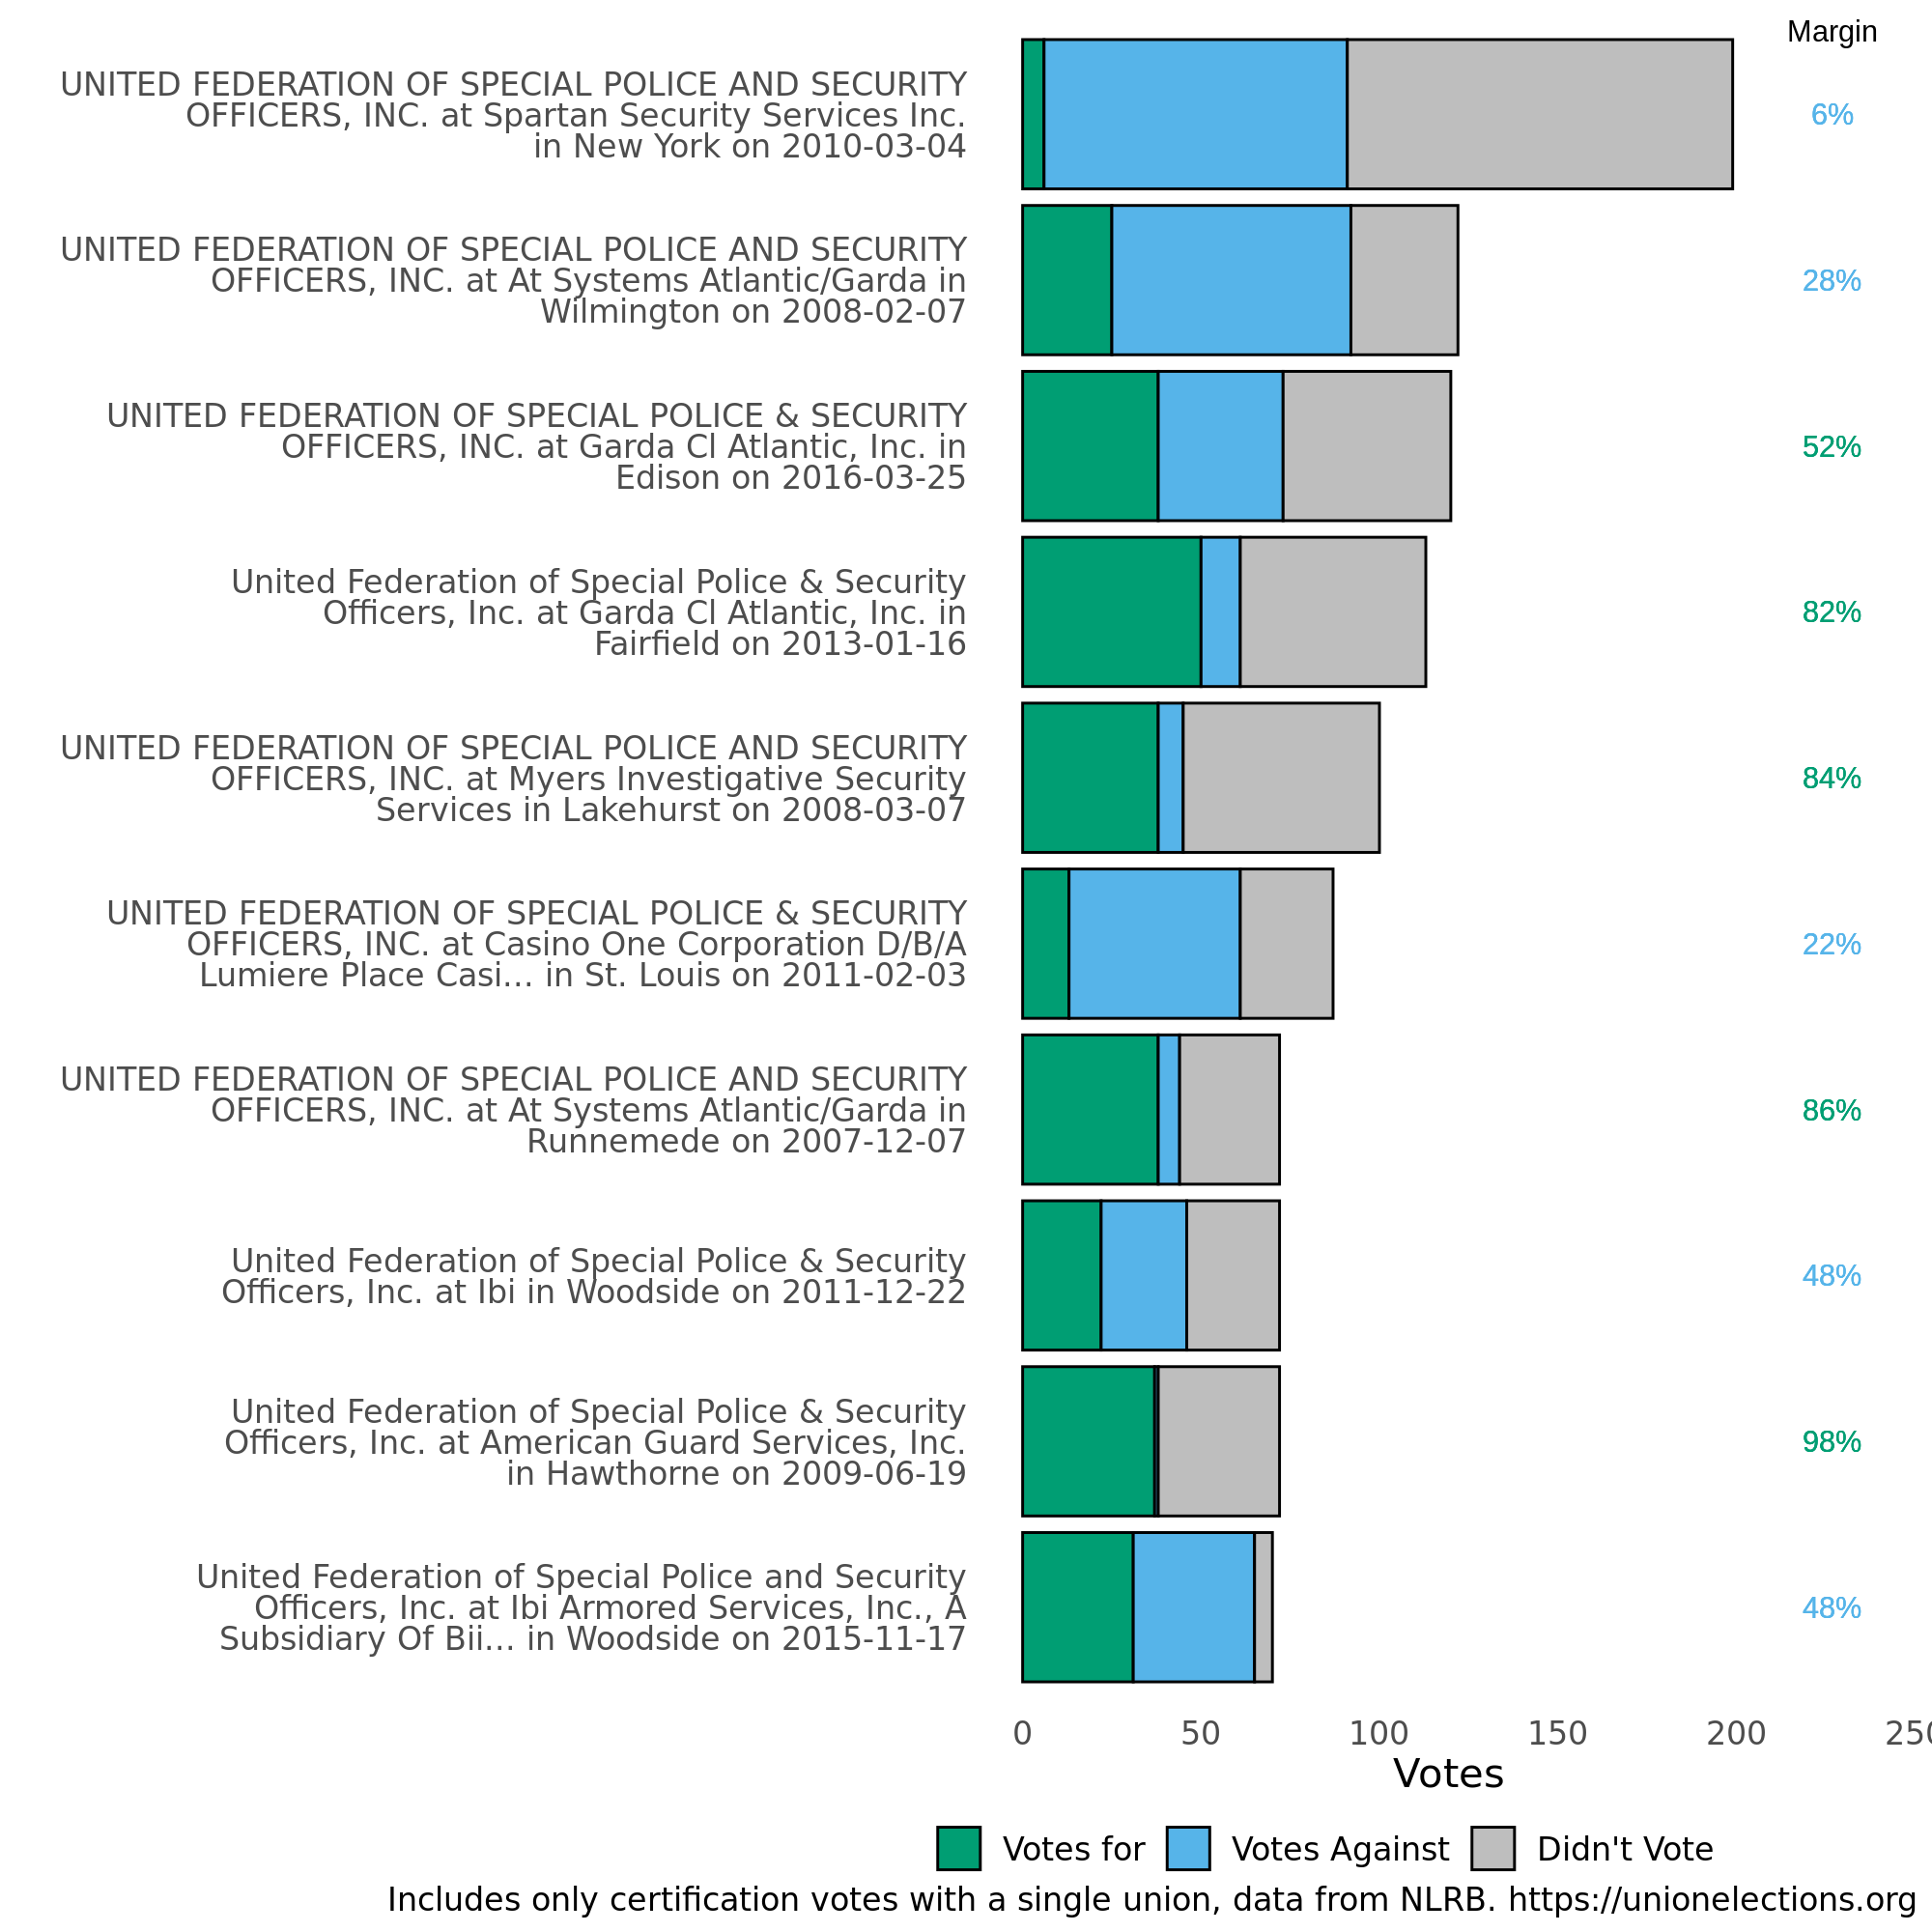 Margin
UNITED FEDERATION OF SPECIAL POLICE AND SECURITY
OFFICERS, INC. at Spartan Security Services Inc.
in New York on 2010-03-04
6%
UNITED FEDERATION OF SPECIAL POLICE AND SECURITY
OFFICERS, INC. at At Systems Atlantic/Garda in
Wilmington on 2008-02-07
28%
UNITED FEDERATION OF SPECIAL POLICE & SECURITY
OFFICERS, INC. at Garda Cl Atlantic, Inc. in
Edison on 2016-03-25
52%
United Federation of Special Police & Security
Officers, Inc. at Garda Cl Atlantic, Inc. in
Fairfield on 2013-01-16
82%
UNITED FEDERATION OF SPECIAL POLICE AND SECURITY
OFFICERS, INC. at Myers Investigative Security
Services in Lakehurst on 2008-03-07
84%
UNITED FEDERATION OF SPECIAL POLICE & SECURITY
OFFICERS, INC. at Casino One Corporation D/B/A
Lumiere Place Casi... in St. Louis on 2011-02-03
22%
UNITED FEDERATION OF SPECIAL POLICE AND SECURITY
OFFICERS, INC. at At Systems Atlantic/Garda in
Runnemede on 2007-12-07
86%
United Federation of Special Police & Security
Officers, Inc. at Ibi in Woodside on 2011-12-22
48%
United Federation of Special Police & Security
Officers, Inc. at American Guard Services, Inc.
in Hawthorne on 2009-06-19
98%
United Federation of Special Police and Security
Officers, Inc. at Ibi Armored Services, Inc., A
Subsidiary Of Bii... in Woodside on 2015-11-17
48%
0 50 100 150 200 250
Votes
Votes for Votes Against Didn't Vote
Includes only certification votes with a single union, data from NLRB. https://unionelections.org